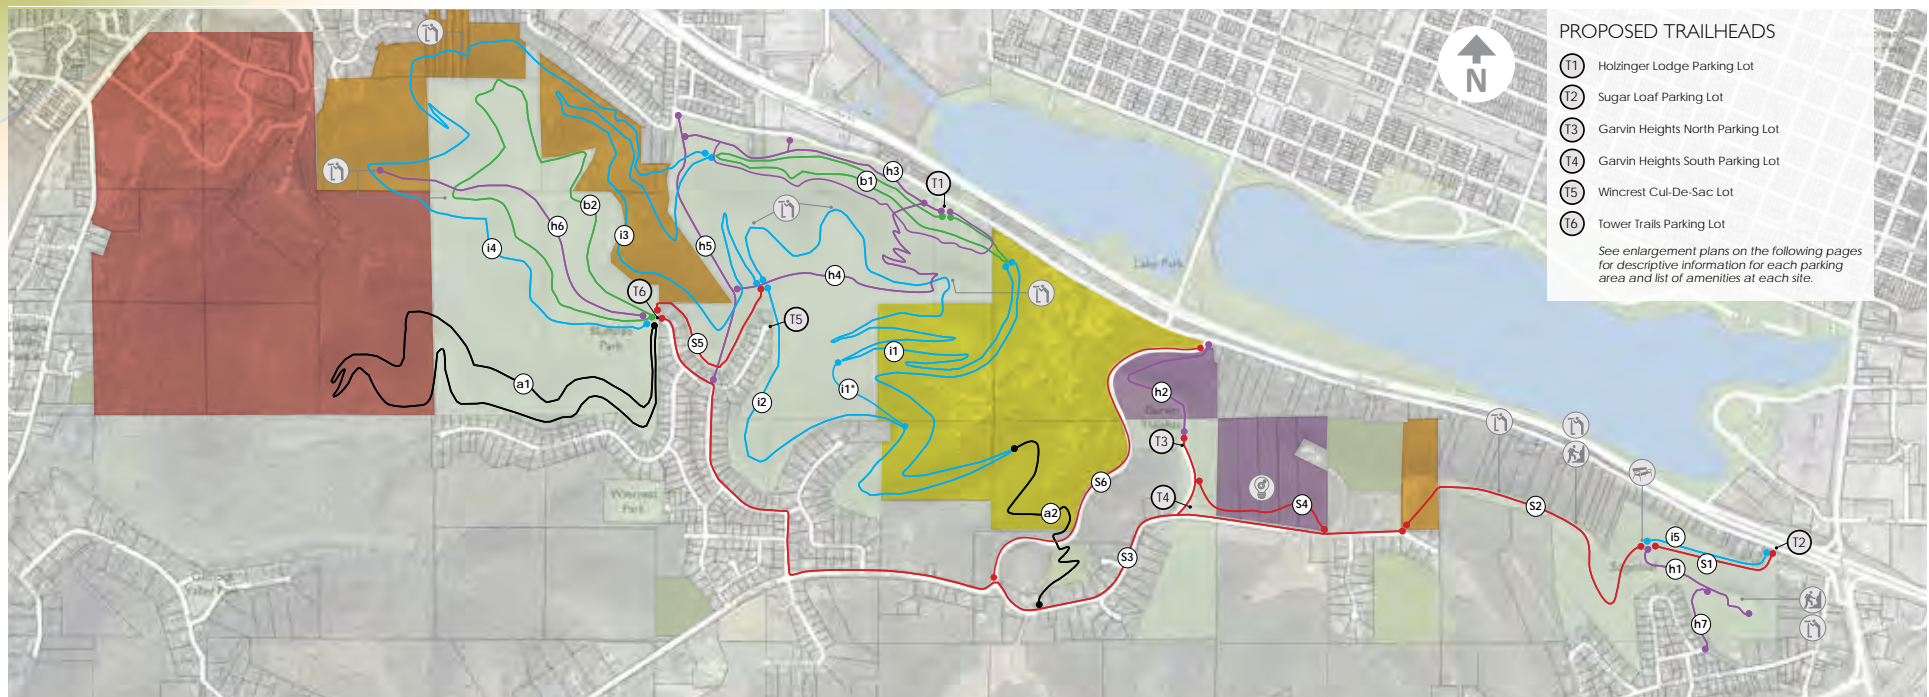 PROPOSED TRAILHEADS
T1 Holzinger Lodge Parking Lot
T2 Sugar Loaf Parking Lot
T3 Garvin Heights North Parking Lot
T4 Garvin Heights South Parking Lot
T5 Wincrest Cul-De-Sac Lot
T6 Tower Trails Parking Lot
See enlargement plans on the following pages
for descriptive information for each parking
area and list of amenities at each site.
N
h3
b1
T1
b2
h6
i3
i4
h5
h4
T6
T5
S5
i1
a1
i1*
i2
h2
T3
S6
T4
a2
S4
S3
S2
i5
S1
T2
h1
h7
Lake Park
Park
Garvin
Wincrest
Park